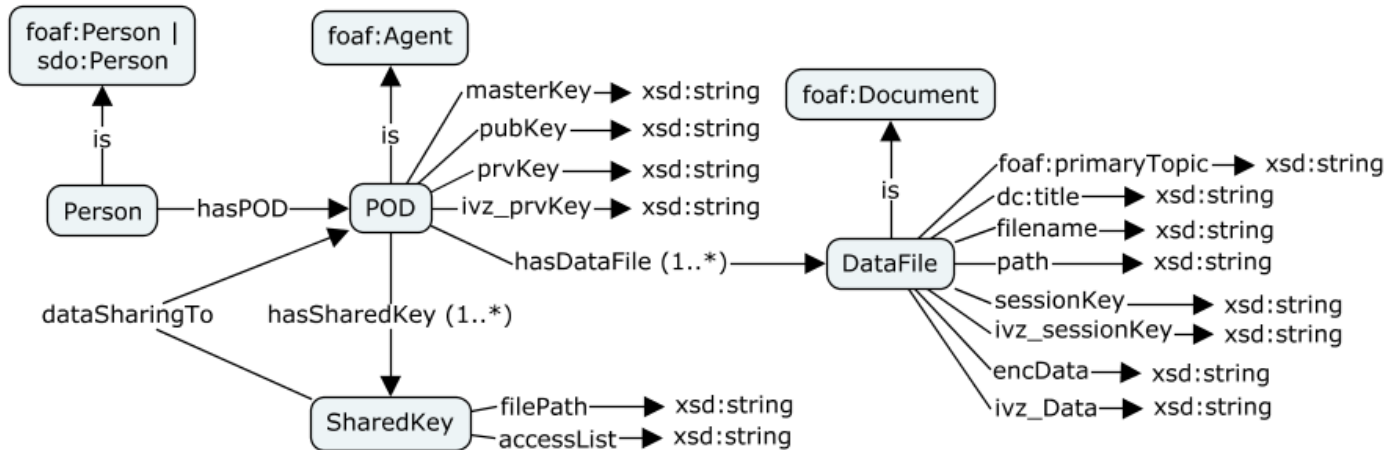 foaf:Person |
sdo:Person
is
Person
hasPOD
foaf:Agent
is
POD
masterKey
xsd:string
pubKey
xsd:string
prvKey
xsd:string
ivz_prvKey
xsd:string
hasDataFile (1..*)
dataSharingTo
hasSharedKey (1..*)
SharedKey
filePath
xsd:string
accessList
xsd:string
foaf:Document
is
DataFile
foaf:primaryTopic
xsd:string
dc:title
xsd:string
filename
xsd:string
path
xsd:string
sessionKey
xsd:string
ivz_sessionKey
xsd:string
encData
xsd:string
ivz_Data
xsd:string